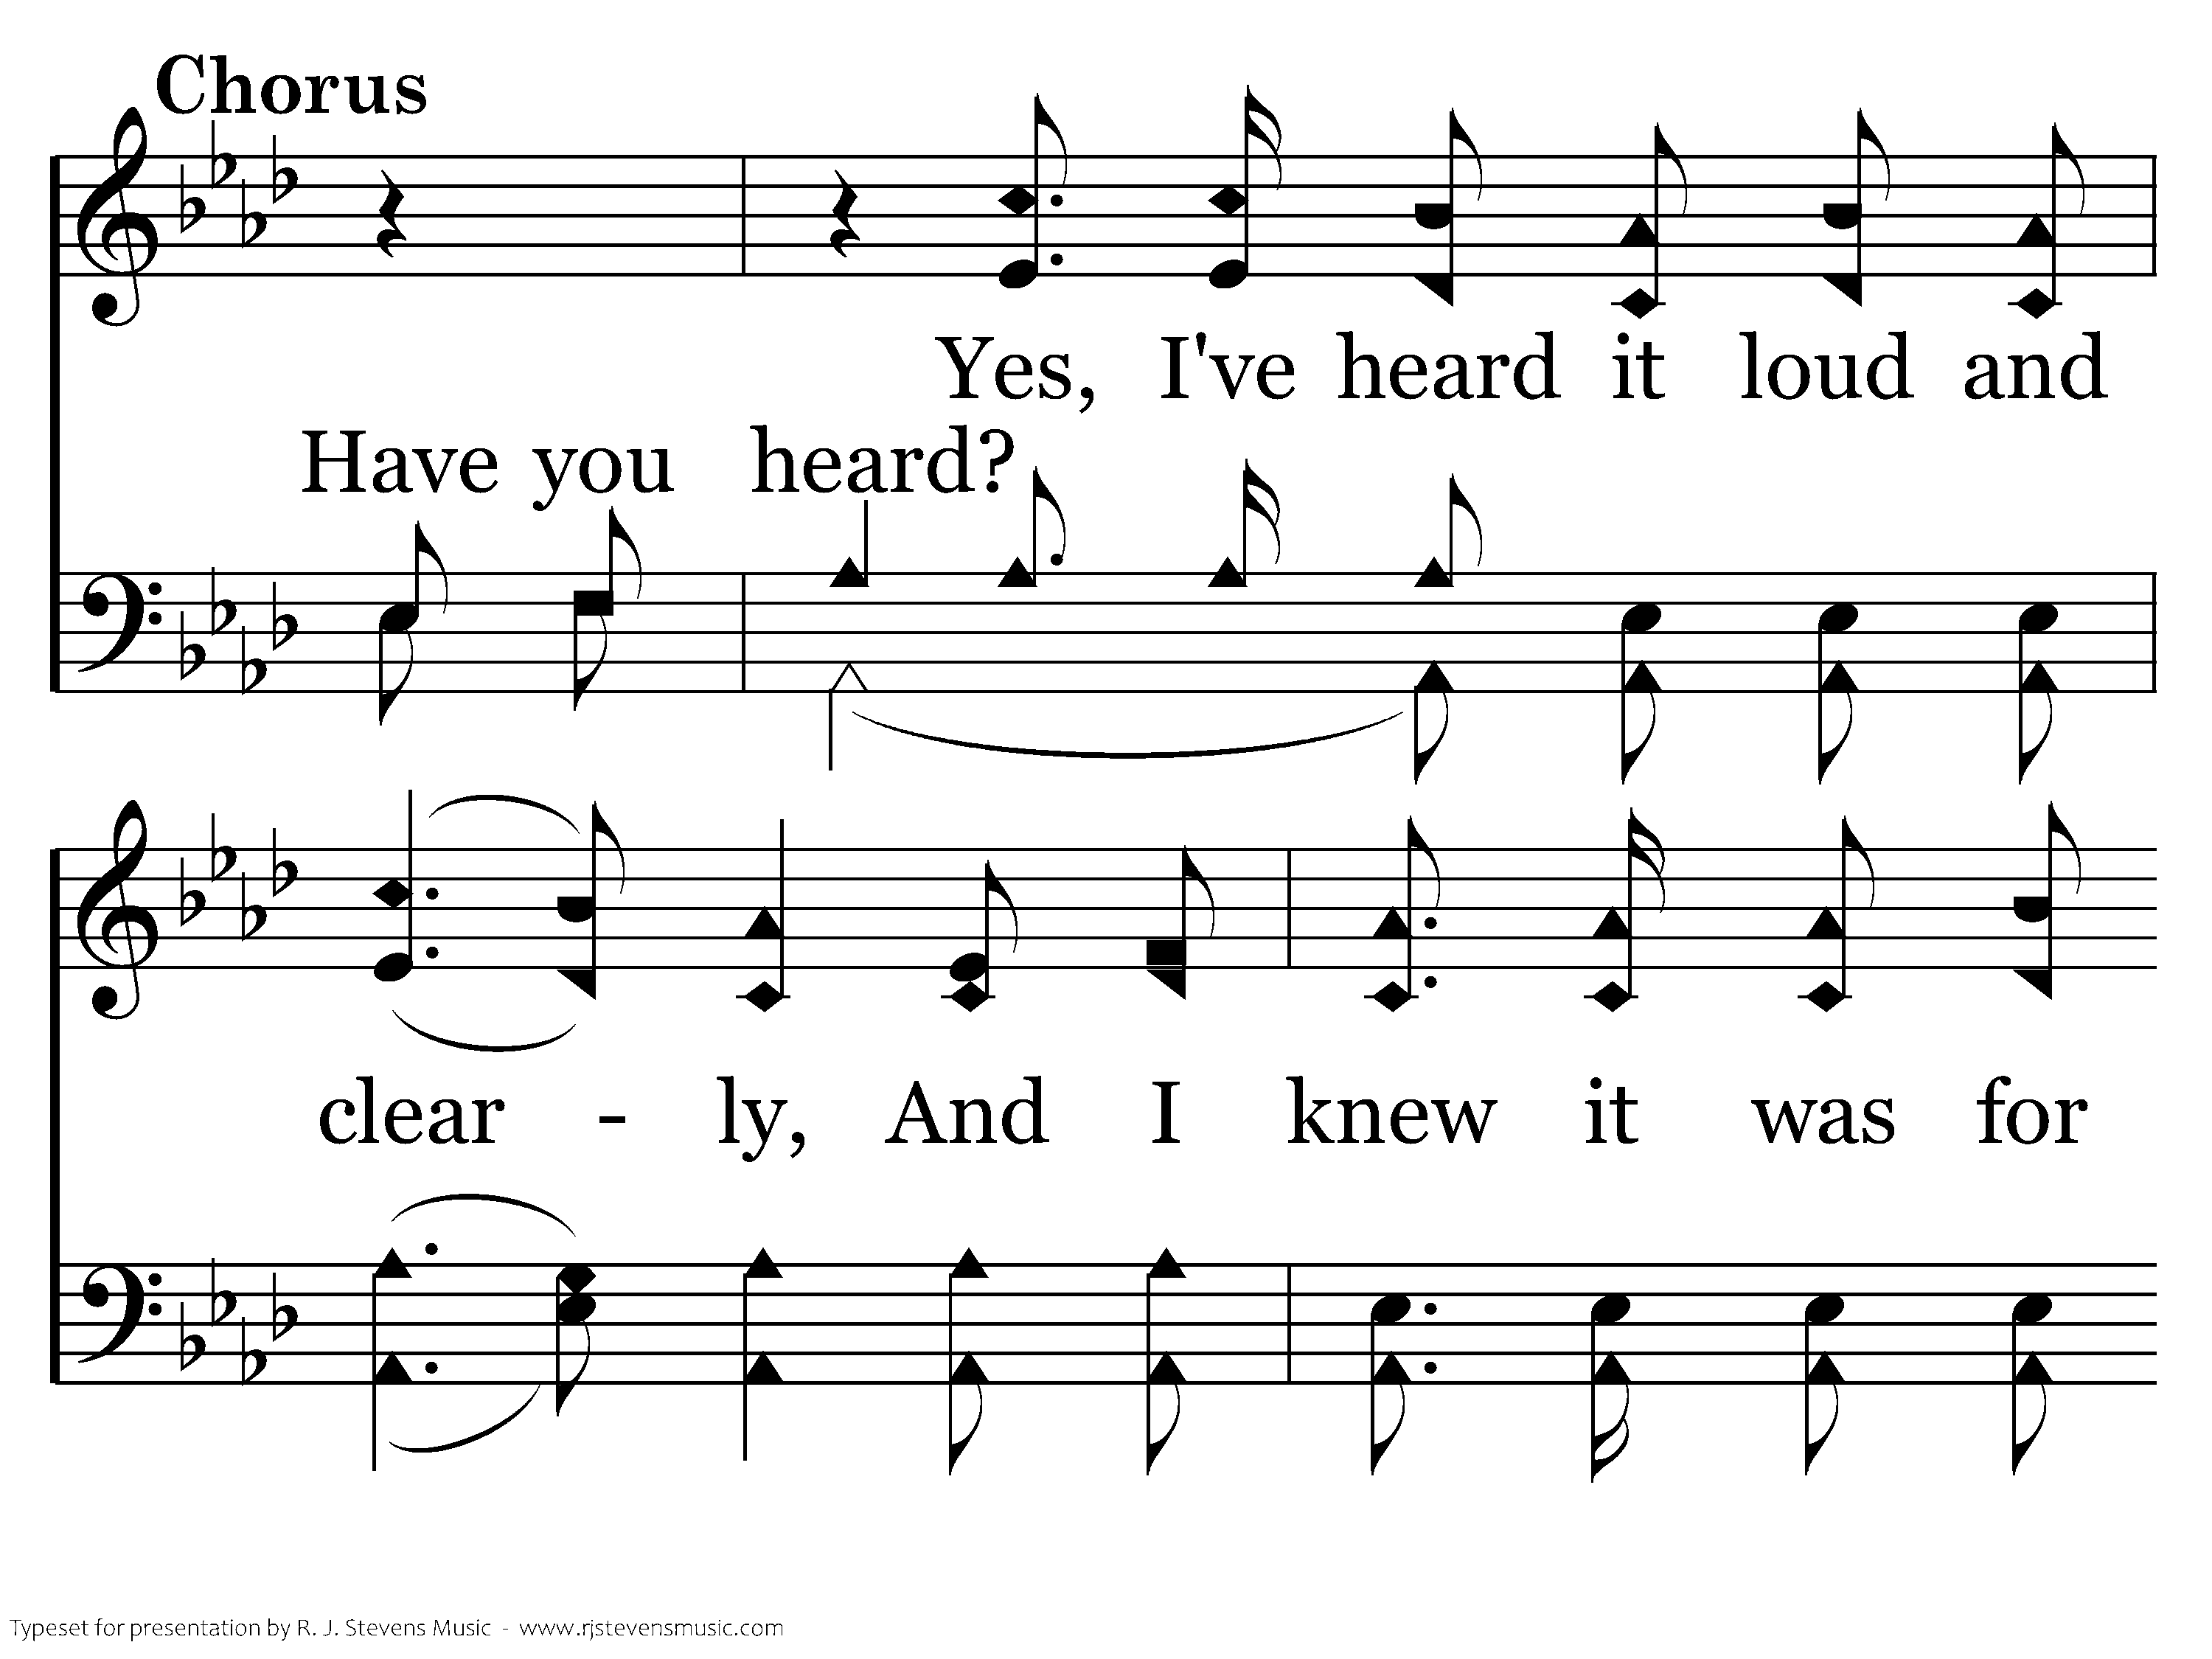 Chorus
Yes, I've heard it loud and
Have you heard?
clear - ly, And I knew it was for
Typeset for presentation by R. J. Stevens Music - www.rjstevensmusic.com